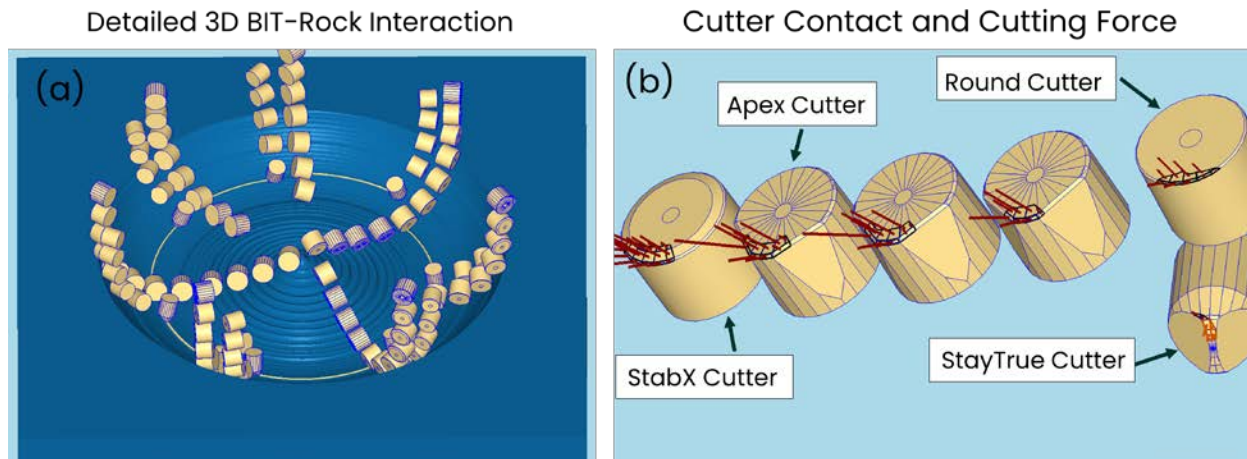 Detailed 3D BIT-Rock Interaction
Cutter Contact and Cutting Force
(a)
(b)
Round Cutter
Apex Cutter
StabX Cutter
StayTrue Cutter